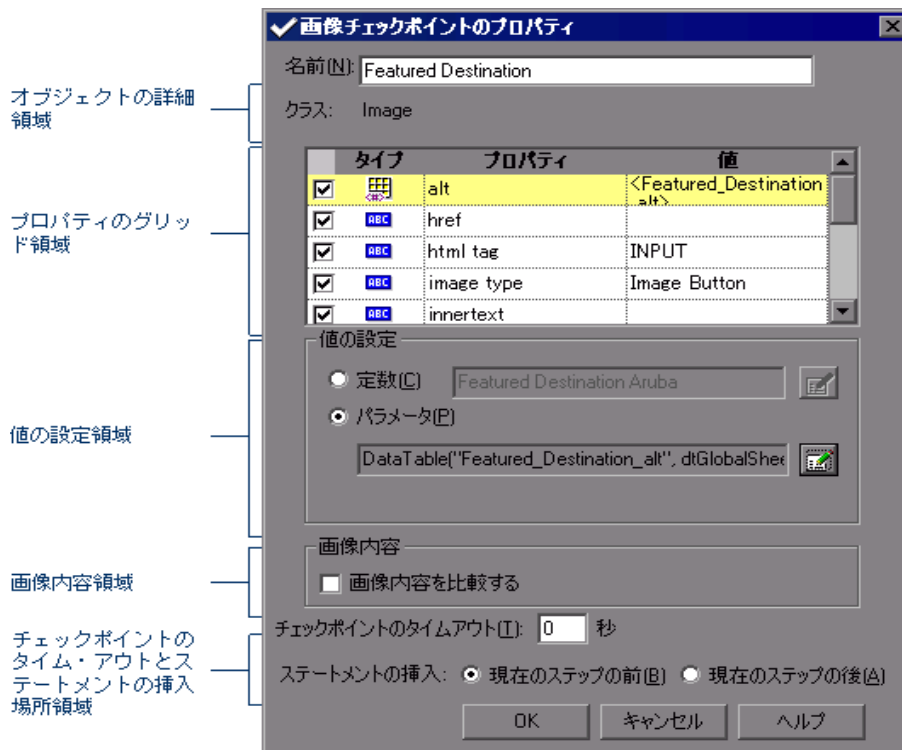 画像チェックポイントのプロパティ
名前(N): Featured Destination
オブジェクトの詳細
領域
クラス: Image
タイプ プロパティ 値
alt <Featured_Destination
_alt>
プロパティのグリッ
ド領域
ABC href
ABC html tag INPUT
ABC image type Image Button
ABC innertext
値の設定
定数(C) Featured Destination Aruba
パラメータ(P)
値の設定領域
DataTable("Featured_Destination_alt", dtGlobalShee
画像内容
画像内容領域
画像内容を比較する
チェックポイントの
タイム・アウトとス
テートメントの挿入
場所領域
チェックポイントのタイムアウト(T): 0 秒
ステートメントの挿入: 現在のステップの前(B) 現在のステップの後(A)
OK キャンセル ヘルプ